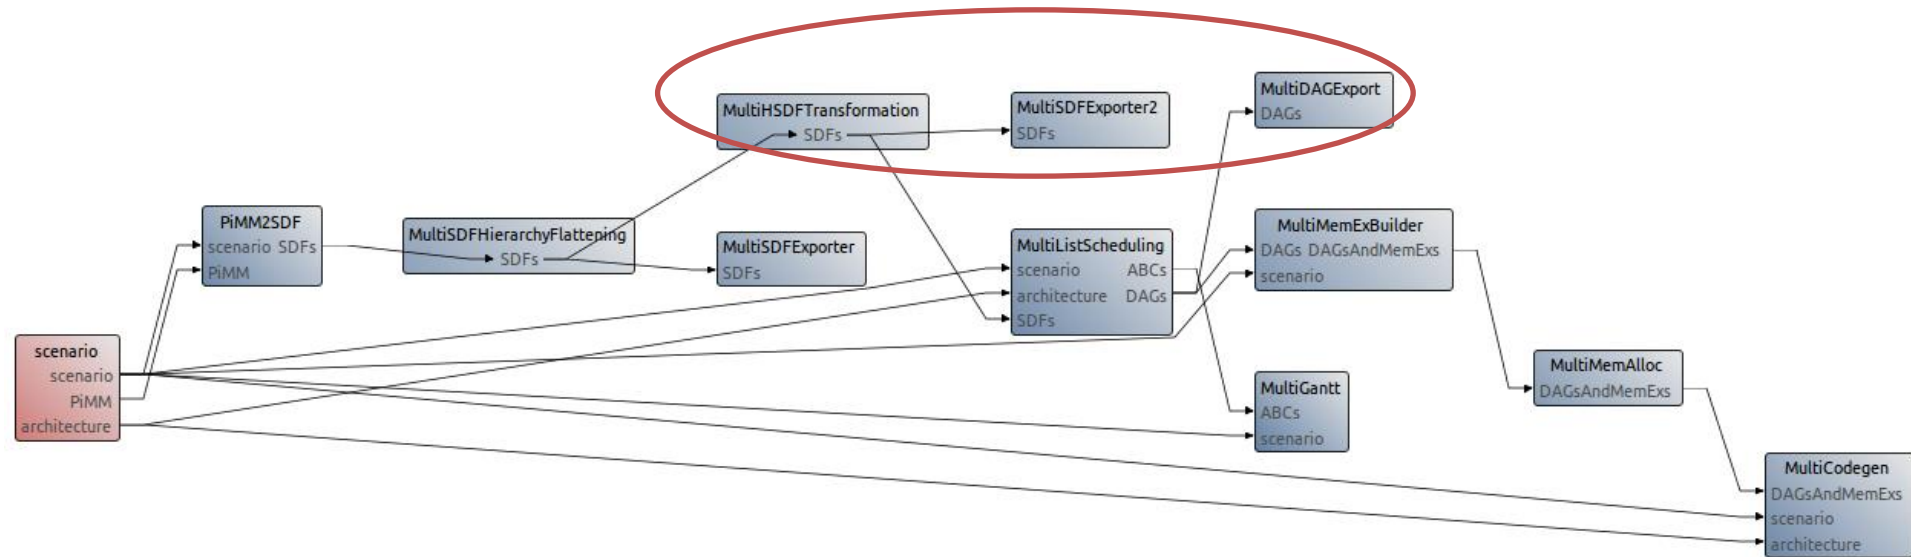 MultiHSDFTransformation
SDFs
MultiSDFExporter2
SDFs
MultiDAGExport
DAGs
PiMM2SDF
scenario SDFs
PiMM
MultiSDFHierarchyFlattening
SDFs
MultiSDFExporter
SDFs
MultiListScheduling
scenario ABCs
architecture DAGs
SDFs
MultiMemExBuilder
DAGs DAGsAndMemExs
scenario
scenario
scenario
PiMM
architecture
MultiGantt
ABCs
scenario
MultiMemAlloc
DAGsAndMemExs
MultiCodegen
DAGsAndMemExs
scenario
architecture